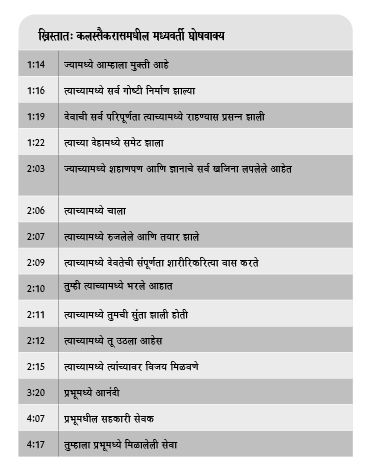 ख्रिस्तातः कलस्सैकरासमधील मध्यवर्ती घोषवाक्य
1:14 ज्यामध्ये आम्हाला मुक्ती आहे
1:16 त्याच्यामध्ये सर्व गोष्टी निर्माण झाल्या
1:19 देवाची सर्व परिपूर्णता त्याच्यामध्ये राहण्यास प्रसन्न झाली
1:22 त्याच्या देहामध्ये समेट झाला
2:03 ज्याच्यामध्ये शहाणपण आणि ज्ञानाचे सर्व खजिना लपलेले आहेत
2:06 त्याच्यामध्ये चाला
2:07 त्याच्यामध्ये रुजलेले आणि तयार झाले
2:09 त्याच्यामध्ये देवतेची संपूर्णता शारीरिकरित्या वास करते
2:10 तुम्ही त्याच्यामध्ये भरले आहात
2:11 त्याच्यामध्ये तुमची सुंता झाली होती
2:12 त्याच्यामध्ये तू उठला आहेस
2:15 त्याच्यामध्ये त्यांच्यावर विजय मिळवणे
3:20 प्रभूमध्ये आनंदी
4:07 प्रभूमधील सहकारी सेवक
4:17 तुम्हाला प्रभूमध्ये मिळालेली सेवा